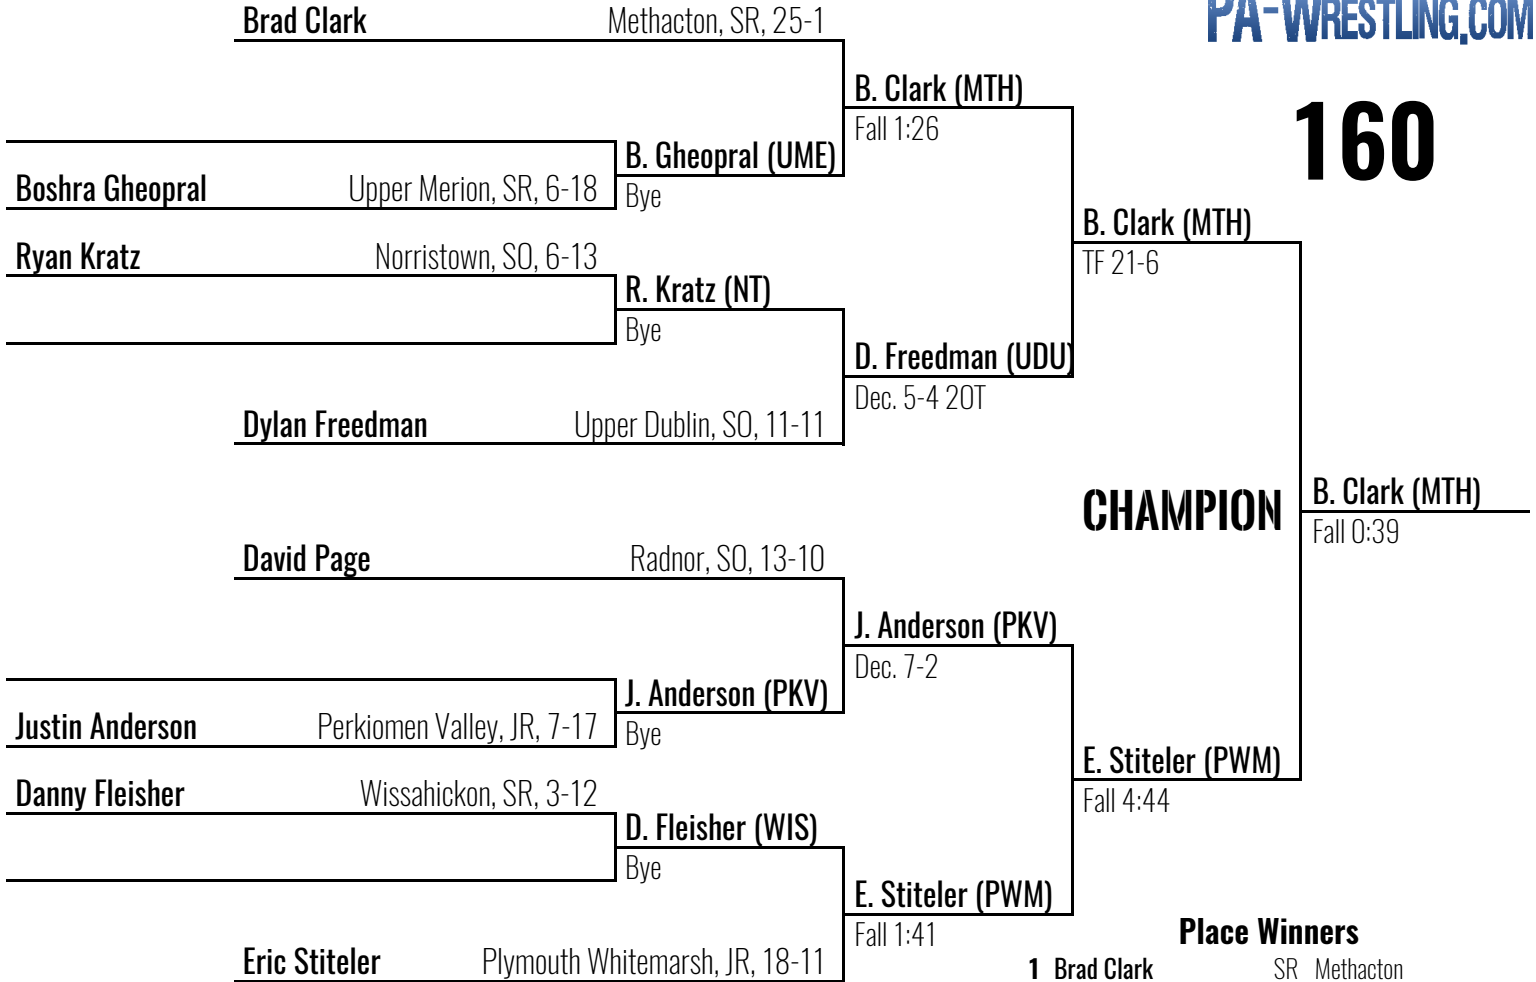 PA-WRESTLING.COM
Brad Clark Methacton, SR, 25-1
B. Clark (MTH)
Fall 1:26
160
B. Gheopral (UME)
Boshra Gheopral Upper Merion, SR, 6-18
Bye
B. Clark (MTH)
TF 21-6
Ryan Kratz Norristown, SO, 6-13
R. Kratz (NT)
Bye
D. Freedman (UDU)
Dec. 5-4 2OT
Dylan Freedman Upper Dublin, SO, 11-11
CHAMPION
B. Clark (MTH)
Fall 0:39
David Page Radnor, SO, 13-10
J. Anderson (PKV)
Dec. 7-2
J. Anderson (PKV)
Justin Anderson Perkiomen Valley, JR, 7-17
Bye
E. Stiteler (PWM)
Fall 4:44
Danny Fleisher Wissahickon, SR, 3-12
D. Fleisher (WIS)
Bye
E. Stiteler (PWM)
Fall 1:41
Eric Stiteler Plymouth Whitemarsh, JR, 18-11
Place Winners
1 Brad Clark SR Methacton